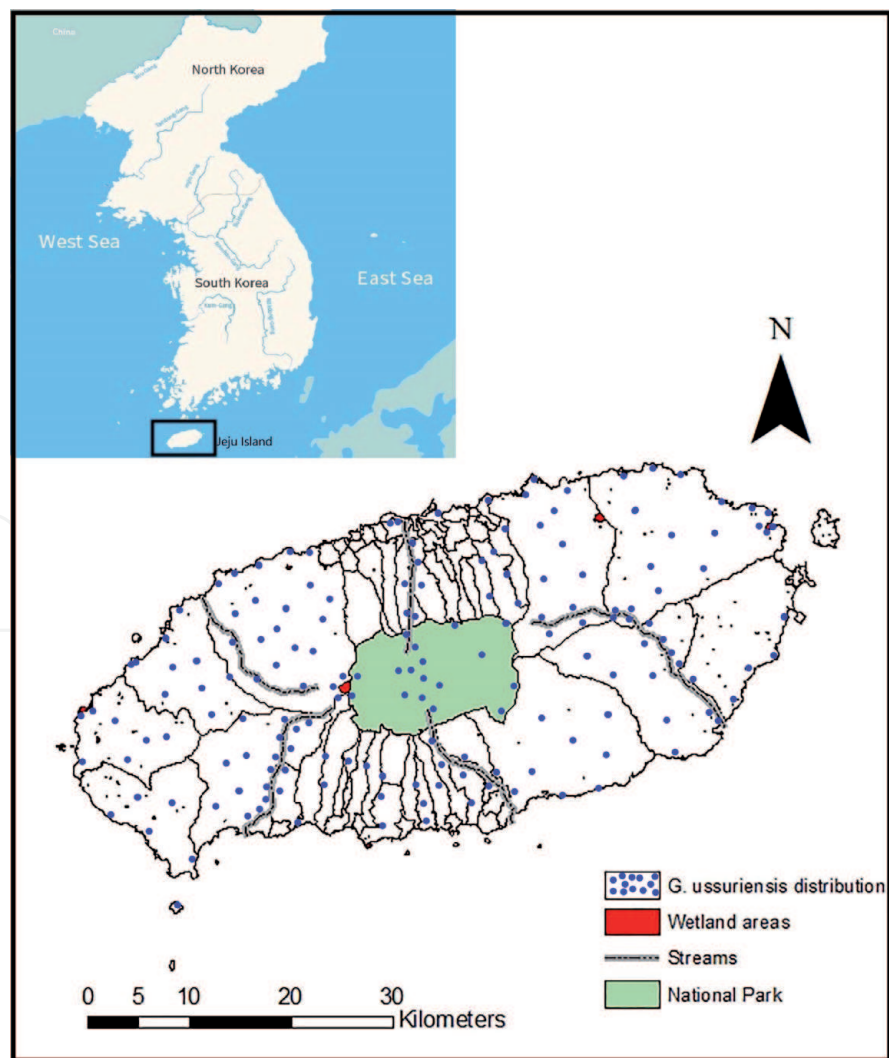 China
North Korea
West Sea
South Korea
East Sea
Jeju Island
N
G. ussuriensis distribution
Wetland areas
Streams
National Park
0 5 10 20 30
Kilometers